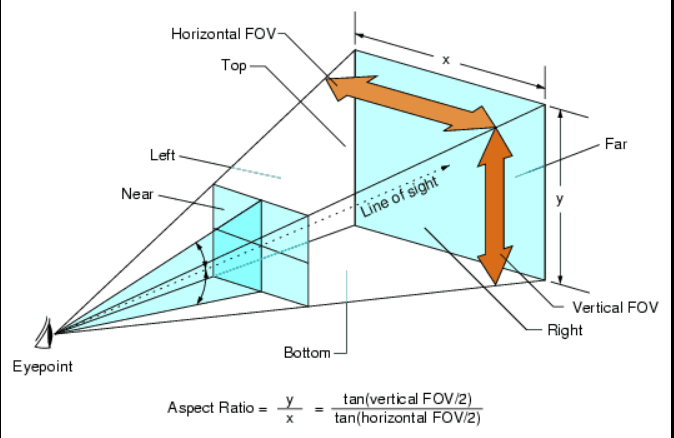 Horizontal FOV
x
Top
Left
Far
Near
Line of sight
y
Vertical FOV
Right
Bottom
Eyepoint
Aspect Ratio = y/x = tan(vertical FOV/2)/tan(horizontal FOV/2)